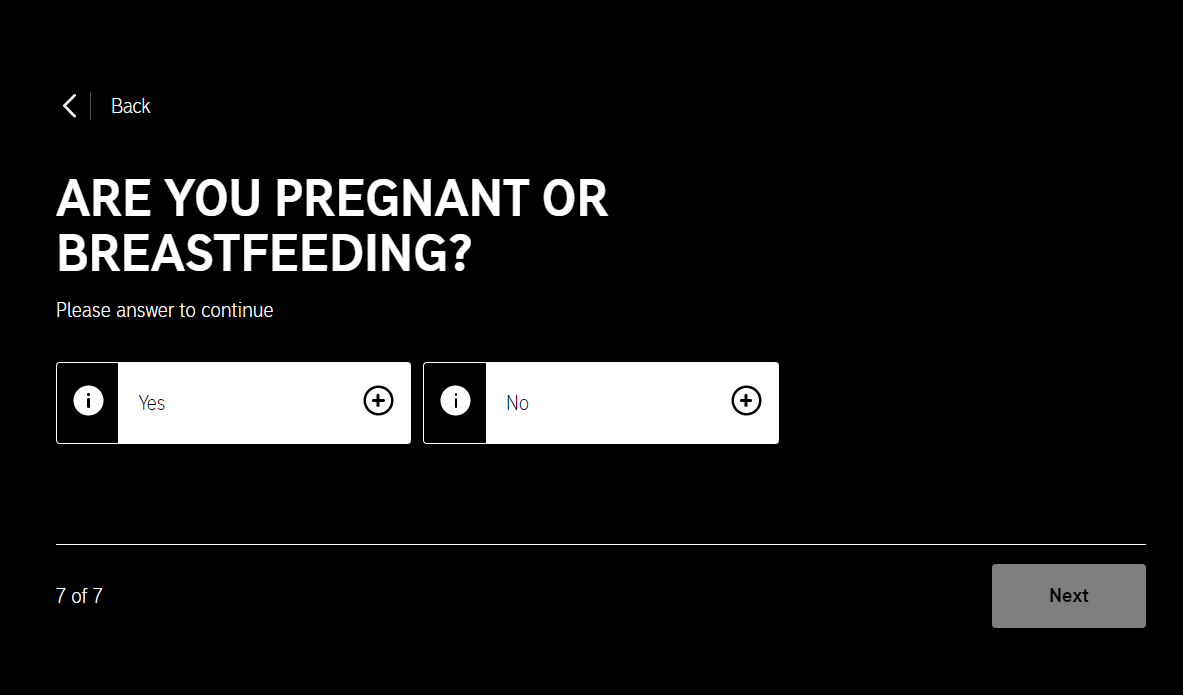 Back
ARE YOU PREGNANT OR
BREASTFEEDING?
Please answer to continue
Yes
No
7 of 7
Next